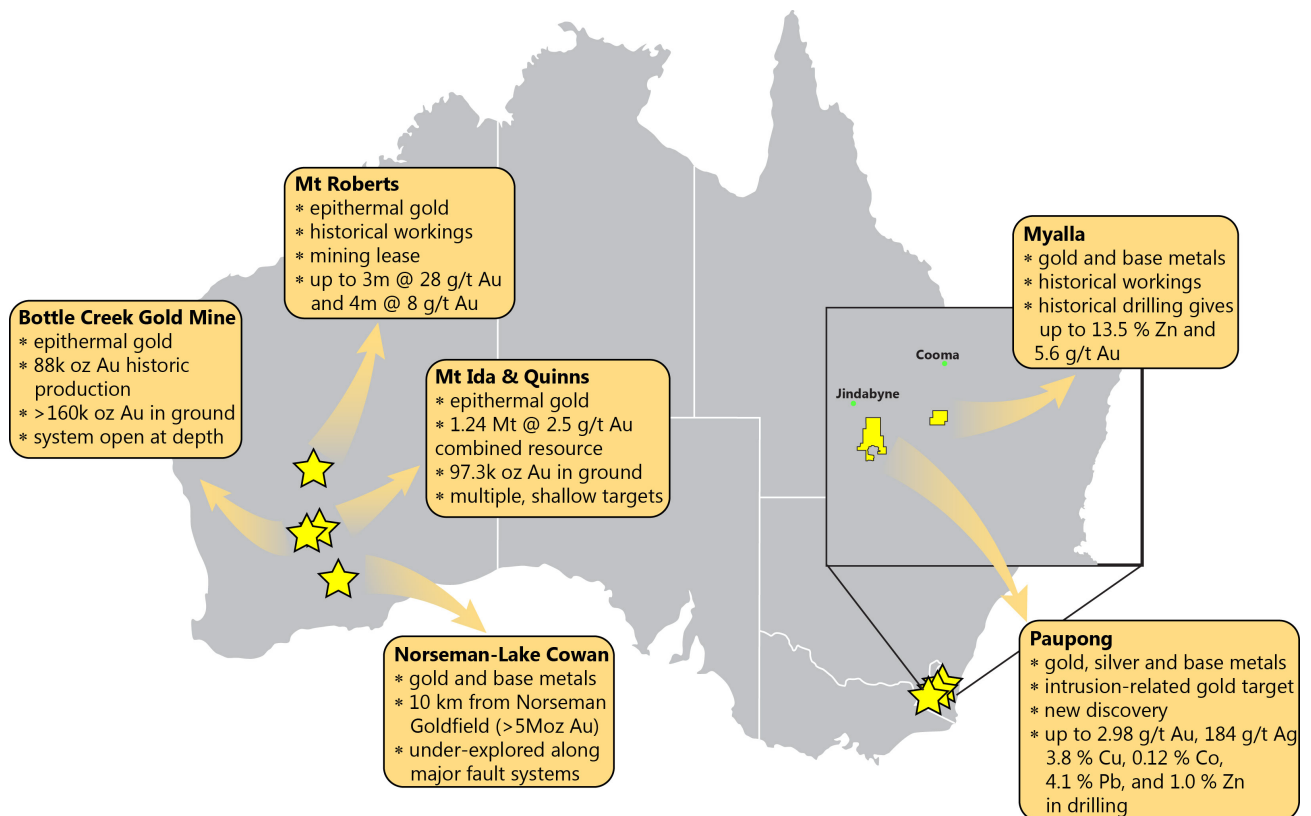 Mt Roberts
* epithermal gold
* historical workings
* mining lease
* up to 3m @ 28 g/t Au
and 4m @ 8 g/t Au
Bottle Creek Gold Mine
* epithermal gold
* 88k oz Au historic
production
* >160k oz Au in ground
* system open at depth
Mt Ida & Quinns
* epithermal gold
* 1.24 Mt @ 2.5 g/t Au
combined resource
* 97.3k oz Au in ground
* multiple, shallow targets
Norseman-Lake Cowan
* gold and base metals
* 10 km from Norseman
Goldfield (>5Moz Au)
* under-explored along
major fault systems
Myalla
* gold and base metals
* historical workings
* historical drilling gives
up to 13.5 % Zn and
5.6 g/t Au
Cooma
Jindabyne
Paupong
* gold, silver and base metals
* intrusion-related gold target
* new discovery
* up to 2.98 g/t Au, 184 g/t Ag
3.8 % Cu, 0.12 % Co,
4.1 % Pb, and 1.0 % Zn
in drilling